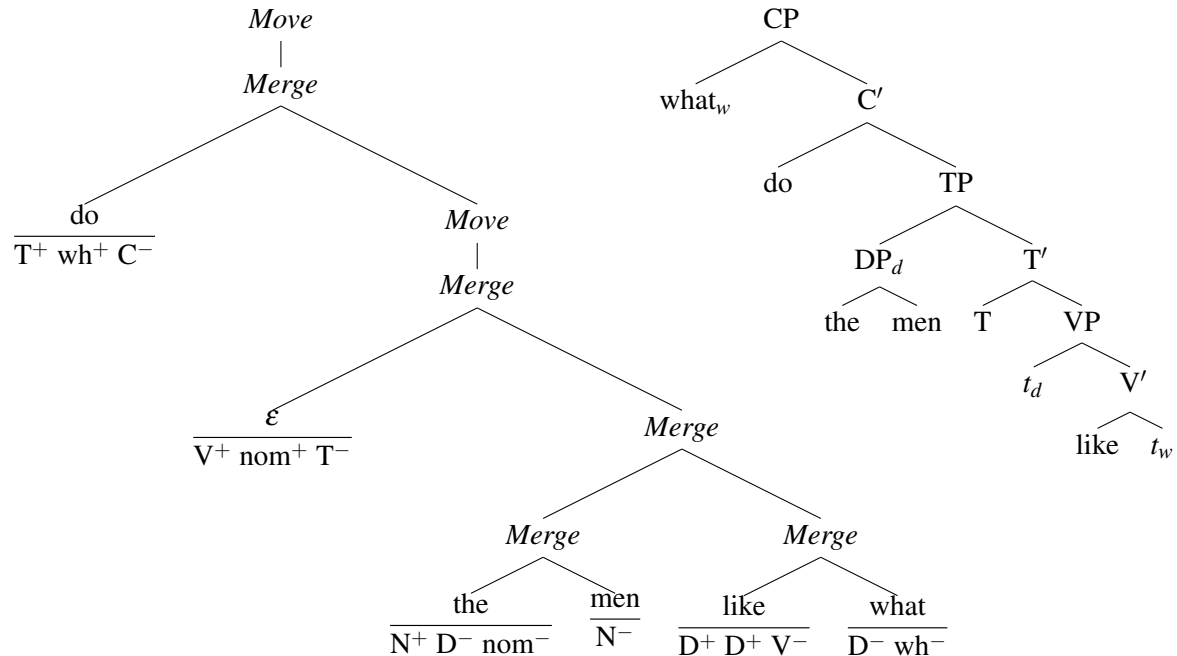 Move
Merge
do
T⁺ wh⁺ C⁻
Move
Merge
ε
V⁺ nom⁺ T⁻
Merge
Merge Merge
the men like what
N⁺ D⁻ nom⁻ N⁻ D⁺ D⁺ V⁻ D⁻ wh⁻
CP
what_w C′
do TP
DP_d T′
the men T VP
t_d V′
like t_w